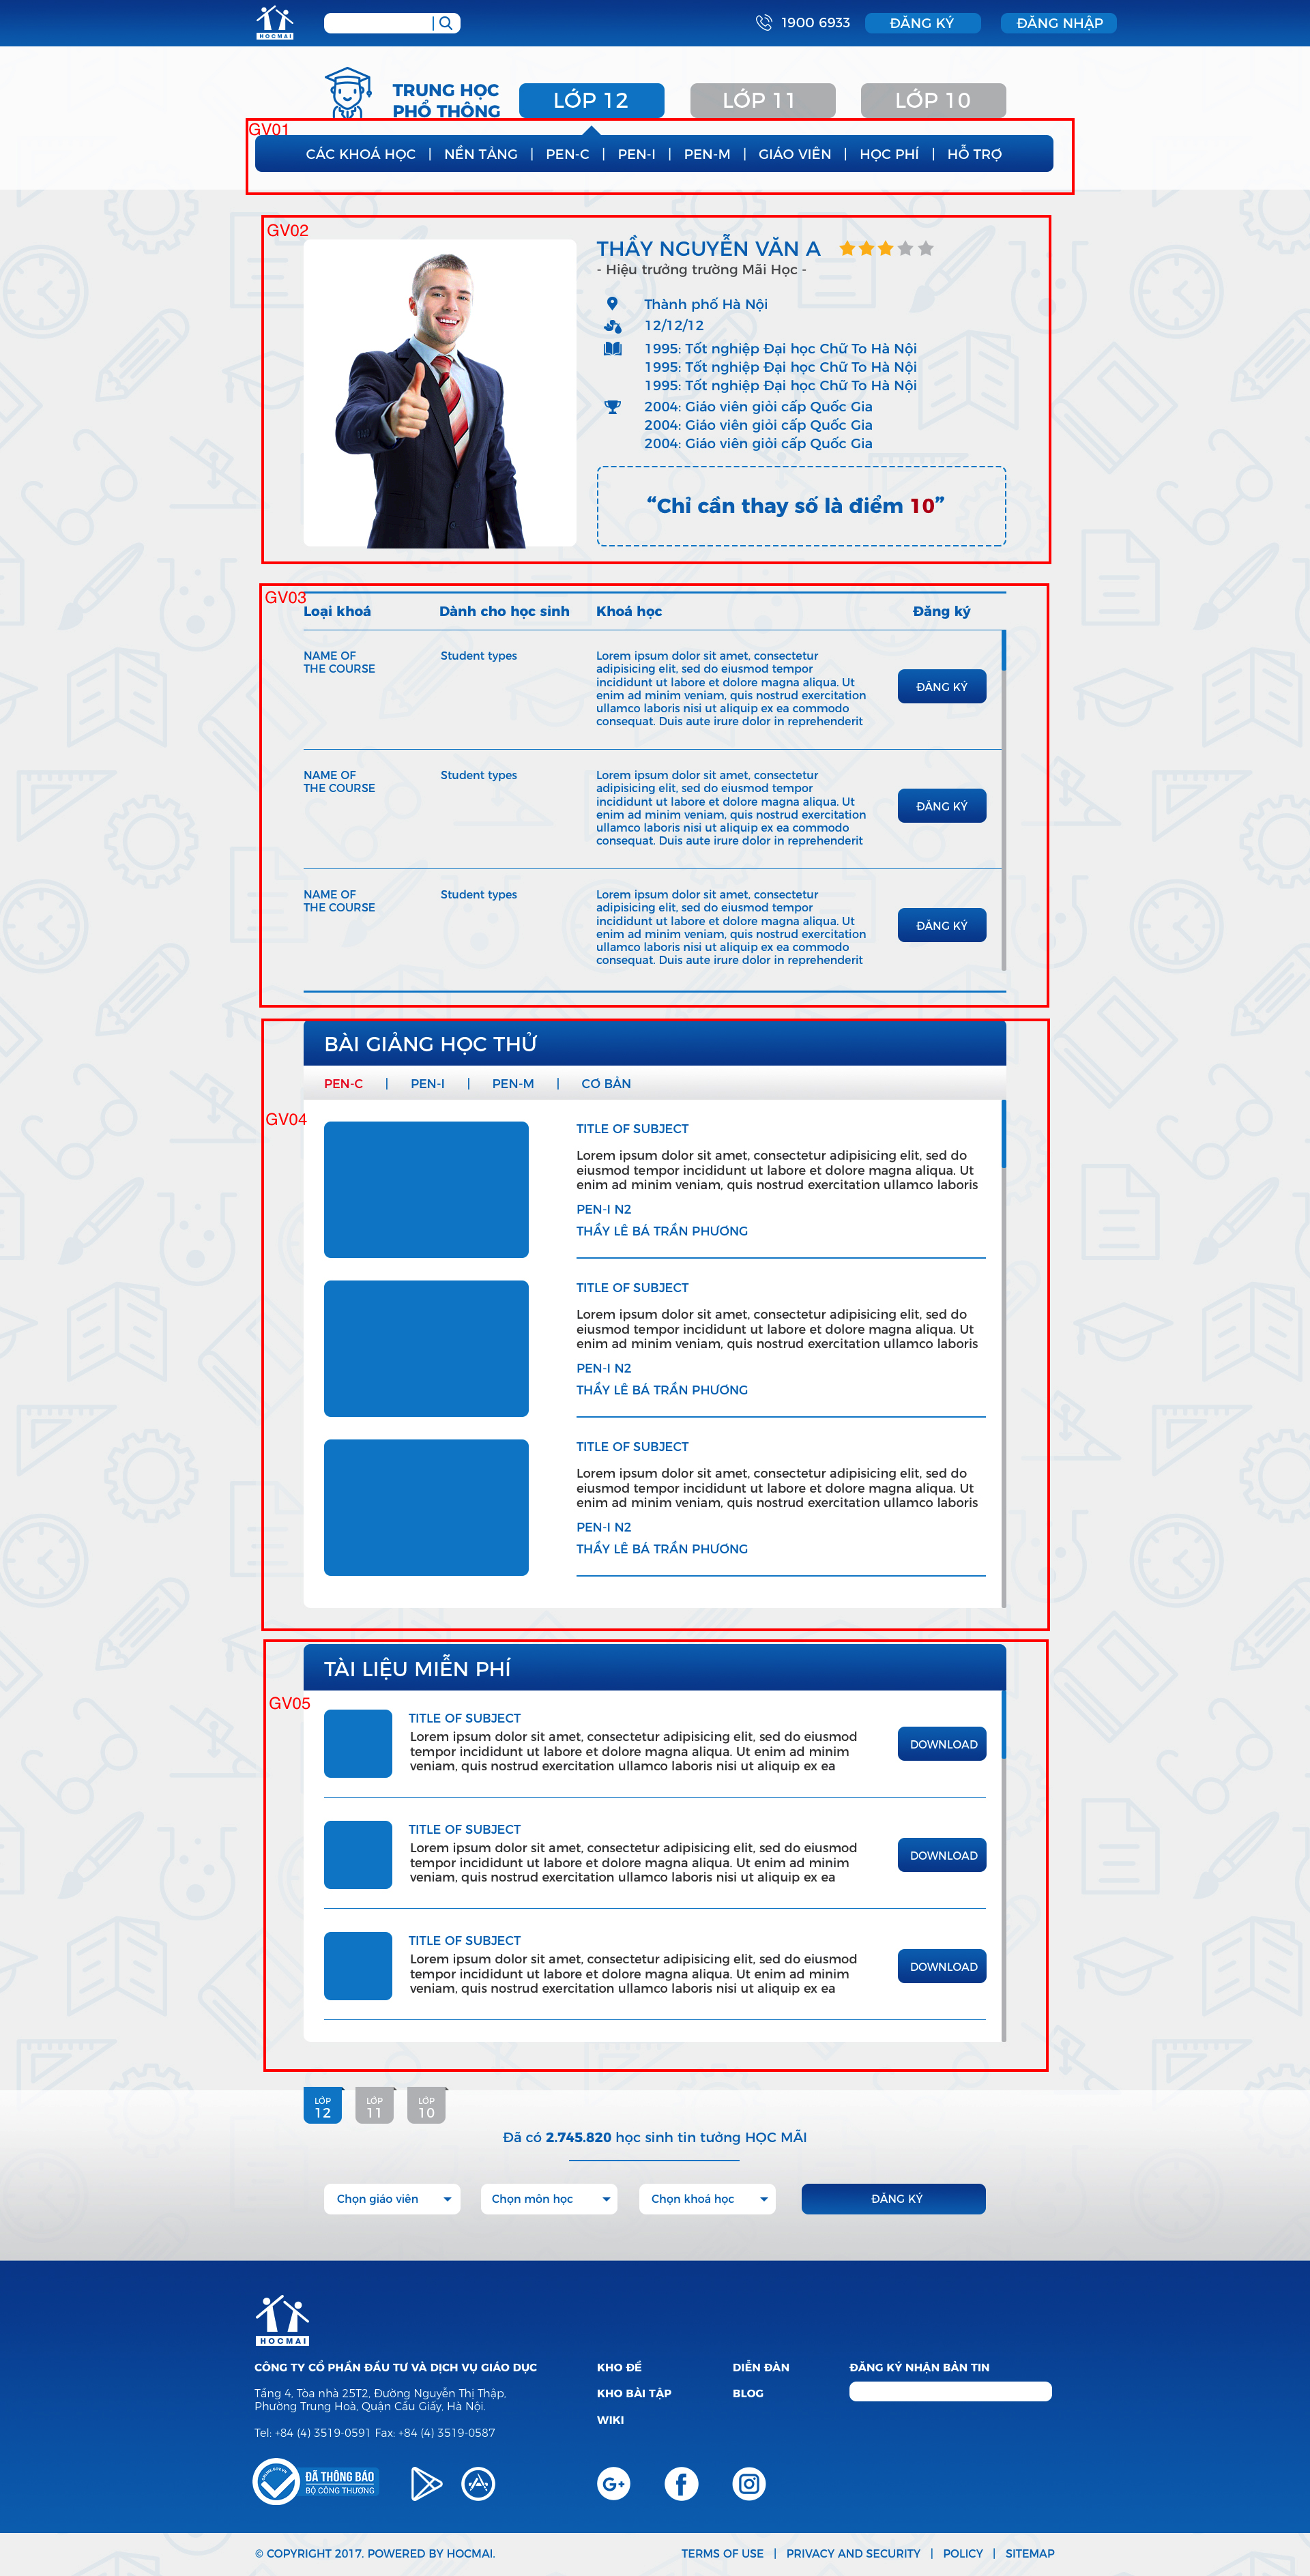 HOCMAI
1900 6933
ĐĂNG KÝ
ĐĂNG NHẬP
TRUNG HỌC
PHỔ THÔNG
LỚP 12
LỚP 11
LỚP 10
GV01
CÁC KHOÁ HỌC | NỀN TẢNG | PEN-C | PEN-I | PEN-M | GIÁO VIÊN | HỌC PHÍ | HỖ TRỢ
GV02
THẦY NGUYỄN VĂN A
- Hiệu trưởng trường Mãi Học -
Thành phố Hà Nội
12/12/12
1995: Tốt nghiệp Đại học Chữ To Hà Nội
1995: Tốt nghiệp Đại học Chữ To Hà Nội
1995: Tốt nghiệp Đại học Chữ To Hà Nội
2004: Giáo viên giỏi cấp Quốc Gia
2004: Giáo viên giỏi cấp Quốc Gia
2004: Giáo viên giỏi cấp Quốc Gia
“Chỉ cần thay số là điểm 10”
GV03
Loại khoá
Dành cho học sinh
Khoá học
Đăng ký
NAME OF
THE COURSE
Student types
Lorem ipsum dolor sit amet, consectetur
adipisicing elit, sed do eiusmod tempor
incididunt ut labore et dolore magna aliqua. Ut
enim ad minim veniam, quis nostrud exercitation
ullamco laboris nisi ut aliquip ex ea commodo
consequat. Duis aute irure dolor in reprehenderit
ĐĂNG KÝ
NAME OF
THE COURSE
Student types
Lorem ipsum dolor sit amet, consectetur
adipisicing elit, sed do eiusmod tempor
incididunt ut labore et dolore magna aliqua. Ut
enim ad minim veniam, quis nostrud exercitation
ullamco laboris nisi ut aliquip ex ea commodo
consequat. Duis aute irure dolor in reprehenderit
ĐĂNG KÝ
NAME OF
THE COURSE
Student types
Lorem ipsum dolor sit amet, consectetur
adipisicing elit, sed do eiusmod tempor
incididunt ut labore et dolore magna aliqua. Ut
enim ad minim veniam, quis nostrud exercitation
ullamco laboris nisi ut aliquip ex ea commodo
consequat. Duis aute irure dolor in reprehenderit
ĐĂNG KÝ
BÀI GIẢNG HỌC THỬ
PEN-C | PEN-I | PEN-M | CƠ BẢN
GV04
TITLE OF SUBJECT
Lorem ipsum dolor sit amet, consectetur adipisicing elit, sed do
eiusmod tempor incididunt ut labore et dolore magna aliqua. Ut
enim ad minim veniam, quis nostrud exercitation ullamco laboris
PEN-I N2
THẦY LÊ BÁ TRẦN PHƯƠNG
TITLE OF SUBJECT
Lorem ipsum dolor sit amet, consectetur adipisicing elit, sed do
eiusmod tempor incididunt ut labore et dolore magna aliqua. Ut
enim ad minim veniam, quis nostrud exercitation ullamco laboris
PEN-I N2
THẦY LÊ BÁ TRẦN PHƯƠNG
TITLE OF SUBJECT
Lorem ipsum dolor sit amet, consectetur adipisicing elit, sed do
eiusmod tempor incididunt ut labore et dolore magna aliqua. Ut
enim ad minim veniam, quis nostrud exercitation ullamco laboris
PEN-I N2
THẦY LÊ BÁ TRẦN PHƯƠNG
TÀI LIỆU MIỄN PHÍ
GV05
TITLE OF SUBJECT
Lorem ipsum dolor sit amet, consectetur adipisicing elit, sed do eiusmod
tempor incididunt ut labore et dolore magna aliqua. Ut enim ad minim
veniam, quis nostrud exercitation ullamco laboris nisi ut aliquip ex ea
DOWNLOAD
TITLE OF SUBJECT
Lorem ipsum dolor sit amet, consectetur adipisicing elit, sed do eiusmod
tempor incididunt ut labore et dolore magna aliqua. Ut enim ad minim
veniam, quis nostrud exercitation ullamco laboris nisi ut aliquip ex ea
DOWNLOAD
TITLE OF SUBJECT
Lorem ipsum dolor sit amet, consectetur adipisicing elit, sed do eiusmod
tempor incididunt ut labore et dolore magna aliqua. Ut enim ad minim
veniam, quis nostrud exercitation ullamco laboris nisi ut aliquip ex ea
DOWNLOAD
LỚP
12
LỚP
11
LỚP
10
Đã có 2.745.820 học sinh tin tưởng HỌC MÃI
Chọn giáo viên
Chọn môn học
Chọn khoá học
ĐĂNG KÝ
HOCMAI
CÔNG TY CỔ PHẦN ĐẦU TƯ VÀ DỊCH VỤ GIÁO DỤC
Tầng 4, Tòa nhà 25T2, Đường Nguyễn Thị Thập,
Phường Trung Hoà, Quận Cầu Giấy, Hà Nội.
Tel: +84 (4) 3519-0591 Fax: +84 (4) 3519-0587
KHO ĐỀ
KHO BÀI TẬP
WIKI
DIỄN ĐÀN
BLOG
ĐĂNG KÝ NHẬN BẢN TIN
ĐÃ THÔNG BÁO
BỘ CÔNG THƯƠNG
G+
© COPYRIGHT 2017. POWERED BY HOCMAI.
TERMS OF USE | PRIVACY AND SECURITY | POLICY | SITEMAP